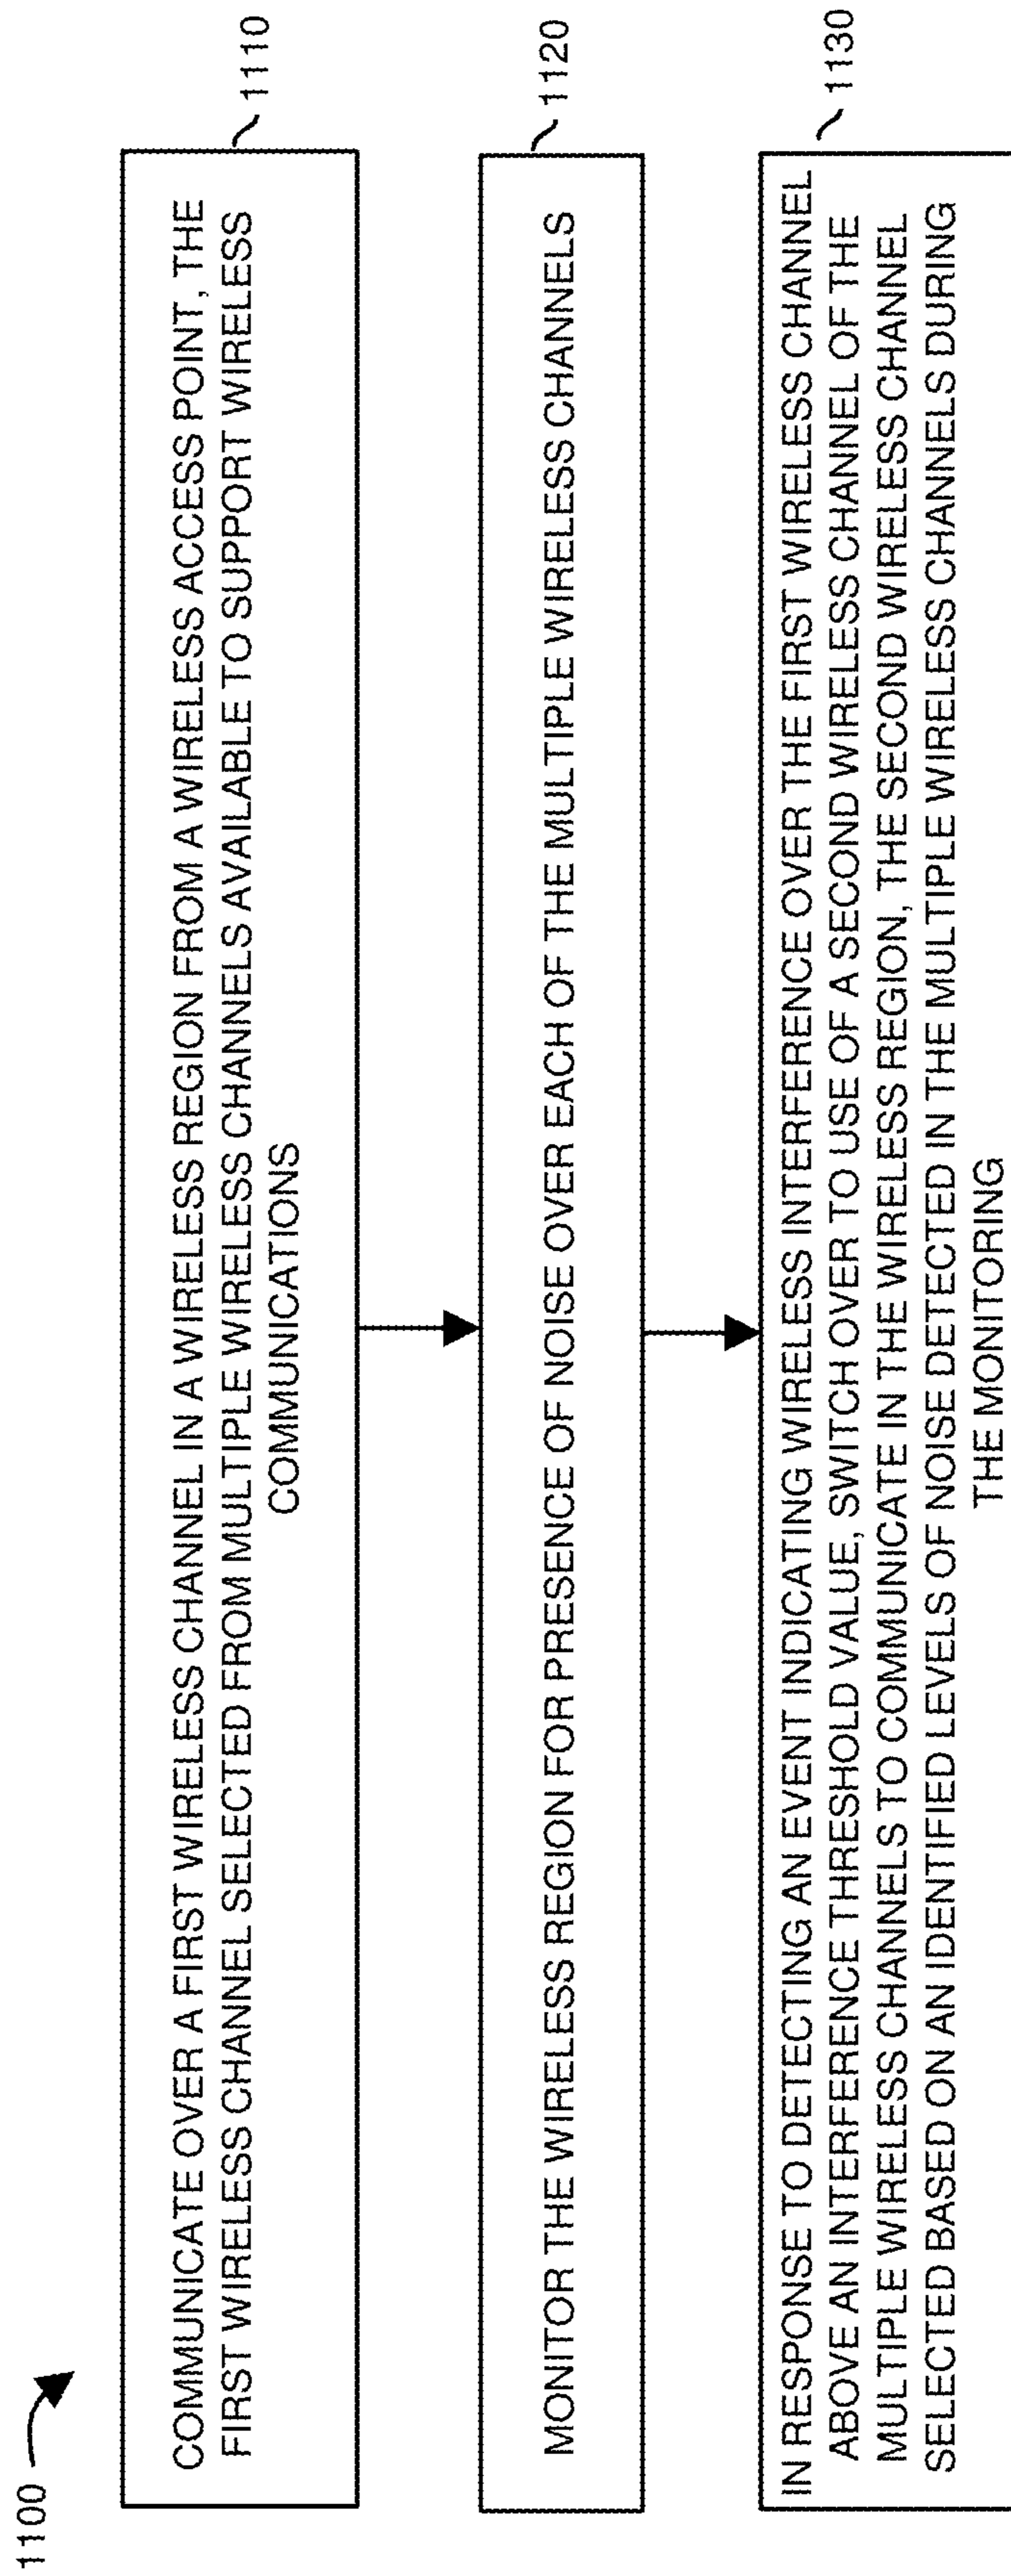 1100
COMMUNICATE OVER A FIRST WIRELESS CHANNEL IN A WIRELESS REGION FROM A WIRELESS ACCESS POINT, THE
FIRST WIRELESS CHANNEL SELECTED FROM MULTIPLE WIRELESS CHANNELS AVAILABLE TO SUPPORT WIRELESS
COMMUNICATIONS
1110
MONITOR THE WIRELESS REGION FOR PRESENCE OF NOISE OVER EACH OF THE MULTIPLE WIRELESS CHANNELS
1120
IN RESPONSE TO DETECTING AN EVENT INDICATING WIRELESS INTERFERENCE OVER THE FIRST WIRELESS CHANNEL
ABOVE AN INTERFERENCE THRESHOLD VALUE, SWITCH OVER TO USE OF A SECOND WIRELESS CHANNEL OF THE
MULTIPLE WIRELESS CHANNELS TO COMMUNICATE IN THE WIRELESS REGION, THE SECOND WIRELESS CHANNEL
SELECTED BASED ON AN IDENTIFIED LEVELS OF NOISE DETECTED IN THE MULTIPLE WIRELESS CHANNELS DURING
THE MONITORING
1130